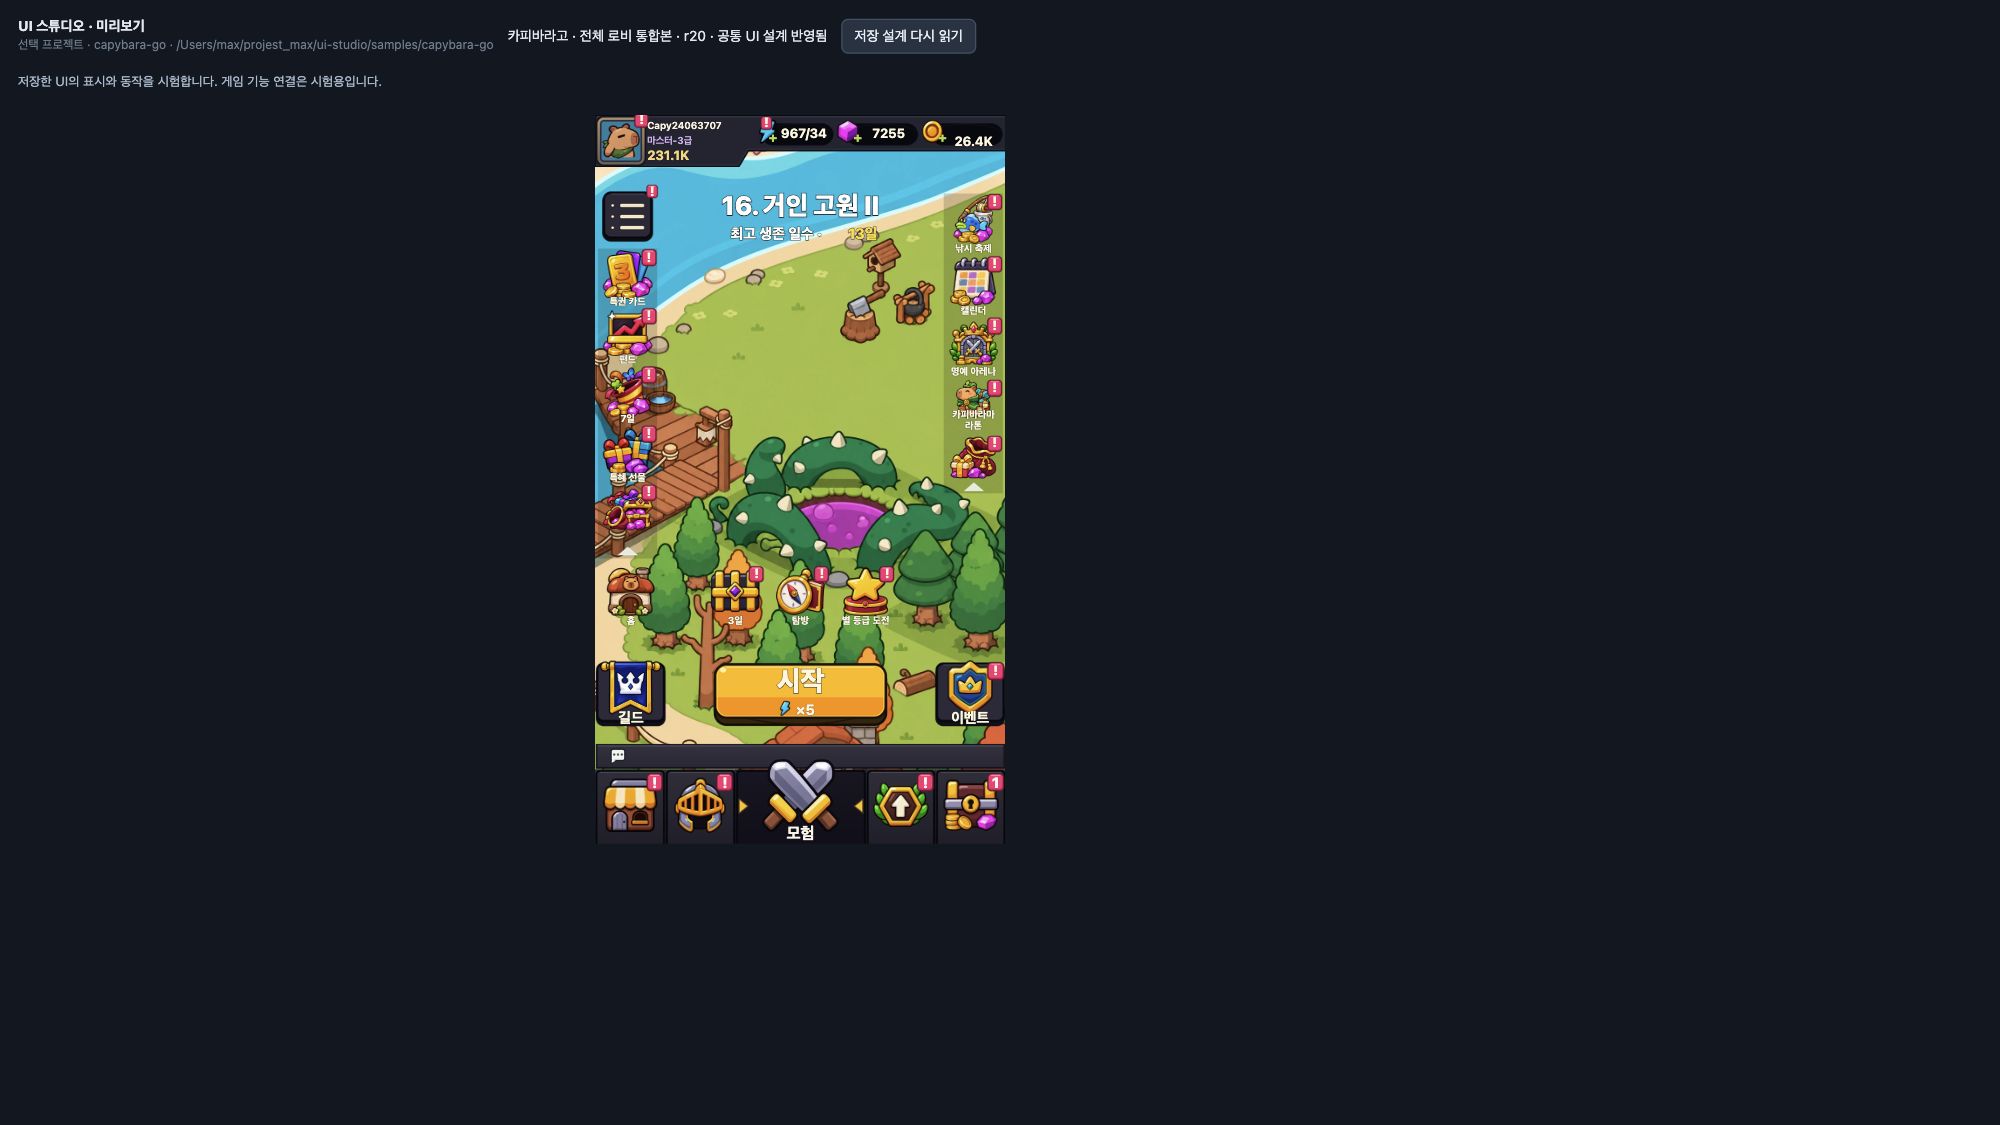 UI 스튜디오 · 미리보기
선택 프로젝트 · capybara-go · /Users/max/projest_max/ui-studio/samples/capybara-go
카피바라고 · 전체 로비 통합본 · r20 · 공통 UI 설계 반영됨
저장 설계 다시 읽기
저장한 UI의 표시와 동작을 시험합니다. 게임 기능 연결은 시험용입니다.
Capy24063707
마스터-3급
231.1K
967/34
7255
26.4K
16. 거인 고원 II
최고 생존 일수 · 13일
특권 카드
펀드
7일
특혜 선물
낚시 축제
캘린더
명예 아레나
카피바라마
라톤
홈
3일
탐방
별 등급 도전
길드
시작
×5
이벤트
모험
1